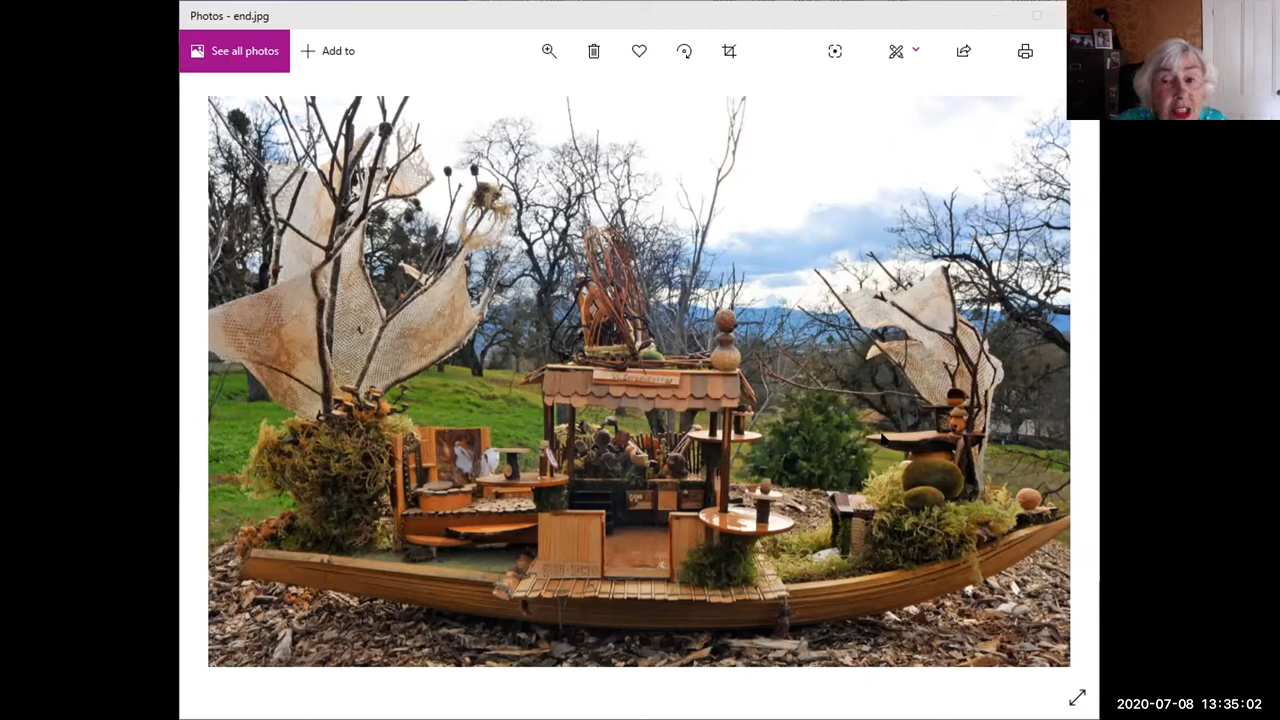 Photos - end.jpg
See all photos
Add to
2020-07-08 13:35:02